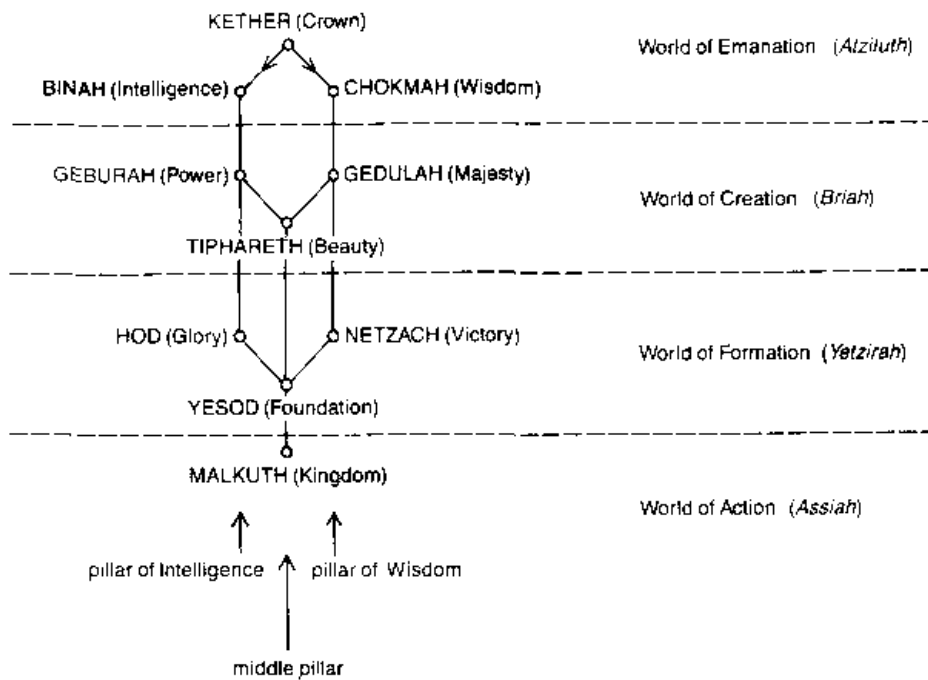 KETHER (Crown)
World of Emanation (Atziluth)
BINAH (Intelligence) CHOKMAH (Wisdom)
GEBURAH (Power) GEDULAH (Majesty)
World of Creation (Briah)
TIPHARETH (Beauty)
HOD (Glory) NETZACH (Victory)
World of Formation (Yetzirah)
YESOD (Foundation)
MALKUTH (Kingdom)
World of Action (Assiah)
pillar of Intelligence pillar of Wisdom
middle pillar